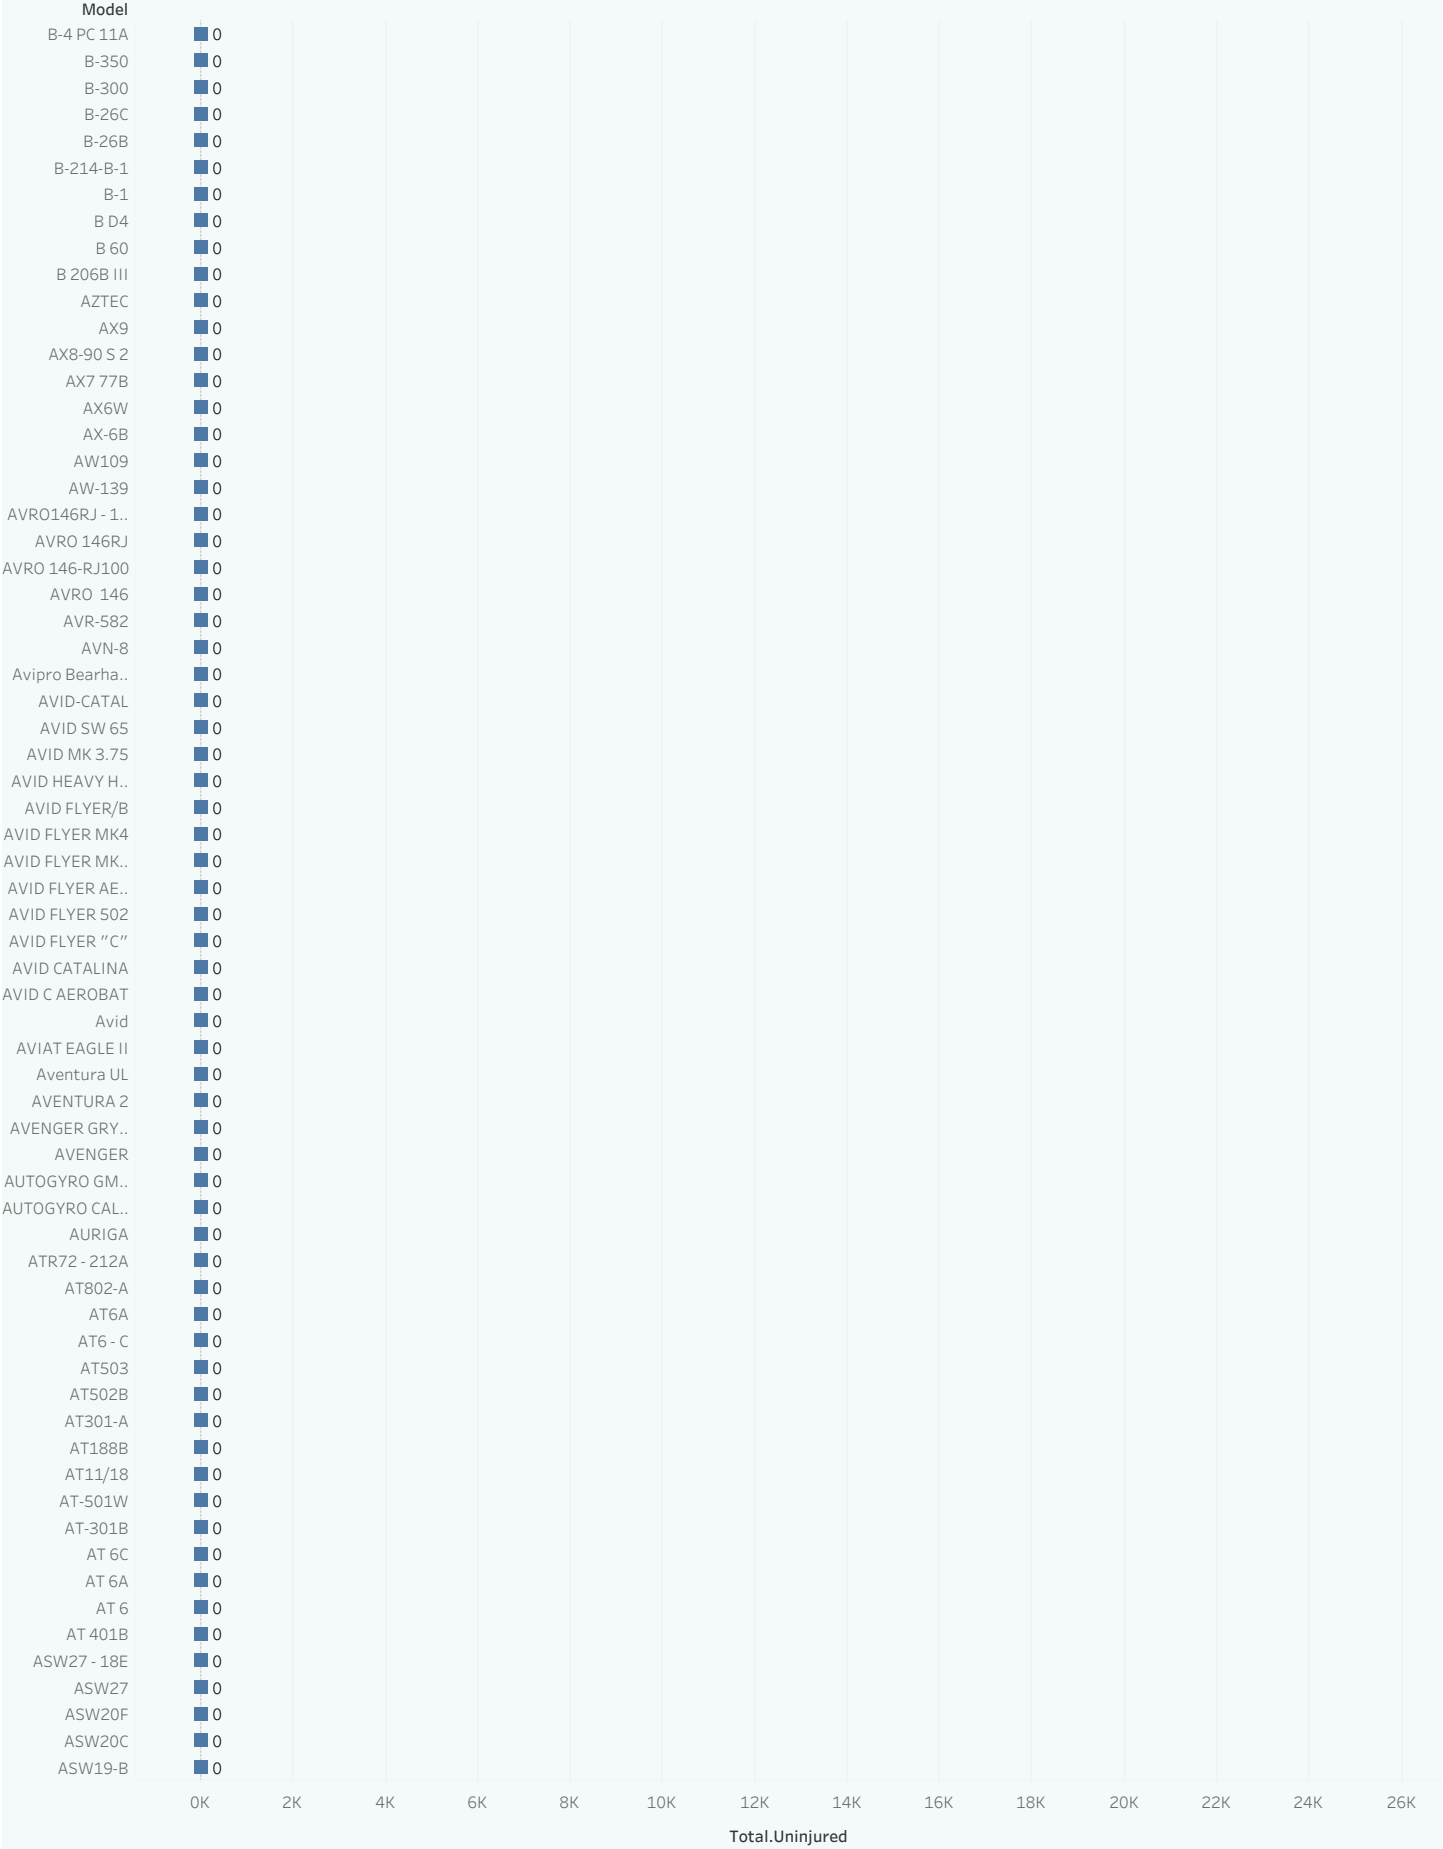 Model
B-4 PC 11A 0
B-350 0
B-300 0
B-26C 0
B-26B 0
B-214-B-1 0
B-1 0
B D4 0
B 60 0
B 206B III 0
AZTEC 0
AX9 0
AX8-90 S 2 0
AX7 77B 0
AX6W 0
AX-6B 0
AW109 0
AW-139 0
AVRO146RJ - 1.. 0
AVRO 146RJ 0
AVRO 146-RJ100 0
AVRO  146 0
AVR-582 0
AVN-8 0
Avipro Bearha.. 0
AVID-CATAL 0
AVID SW 65 0
AVID MK 3.75 0
AVID HEAVY H.. 0
AVID FLYER/B 0
AVID FLYER MK4 0
AVID FLYER MK.. 0
AVID FLYER AE.. 0
AVID FLYER 502 0
AVID FLYER "C" 0
AVID CATALINA 0
AVID C AEROBAT 0
Avid 0
AVIAT EAGLE II 0
Aventura UL 0
AVENTURA 2 0
AVENGER GRY.. 0
AVENGER 0
AUTOGYRO GM.. 0
AUTOGYRO CAL.. 0
AURIGA 0
ATR72 - 212A 0
AT802-A 0
AT6A 0
AT6 - C 0
AT503 0
AT502B 0
AT301-A 0
AT188B 0
AT11/18 0
AT-501W 0
AT-301B 0
AT 6C 0
AT 6A 0
AT 6 0
AT 401B 0
ASW27 - 18E 0
ASW27 0
ASW20F 0
ASW20C 0
ASW19-B 0
0K 2K 4K 6K 8K 10K 12K 14K 16K 18K 20K 22K 24K 26K
Total.Uninjured